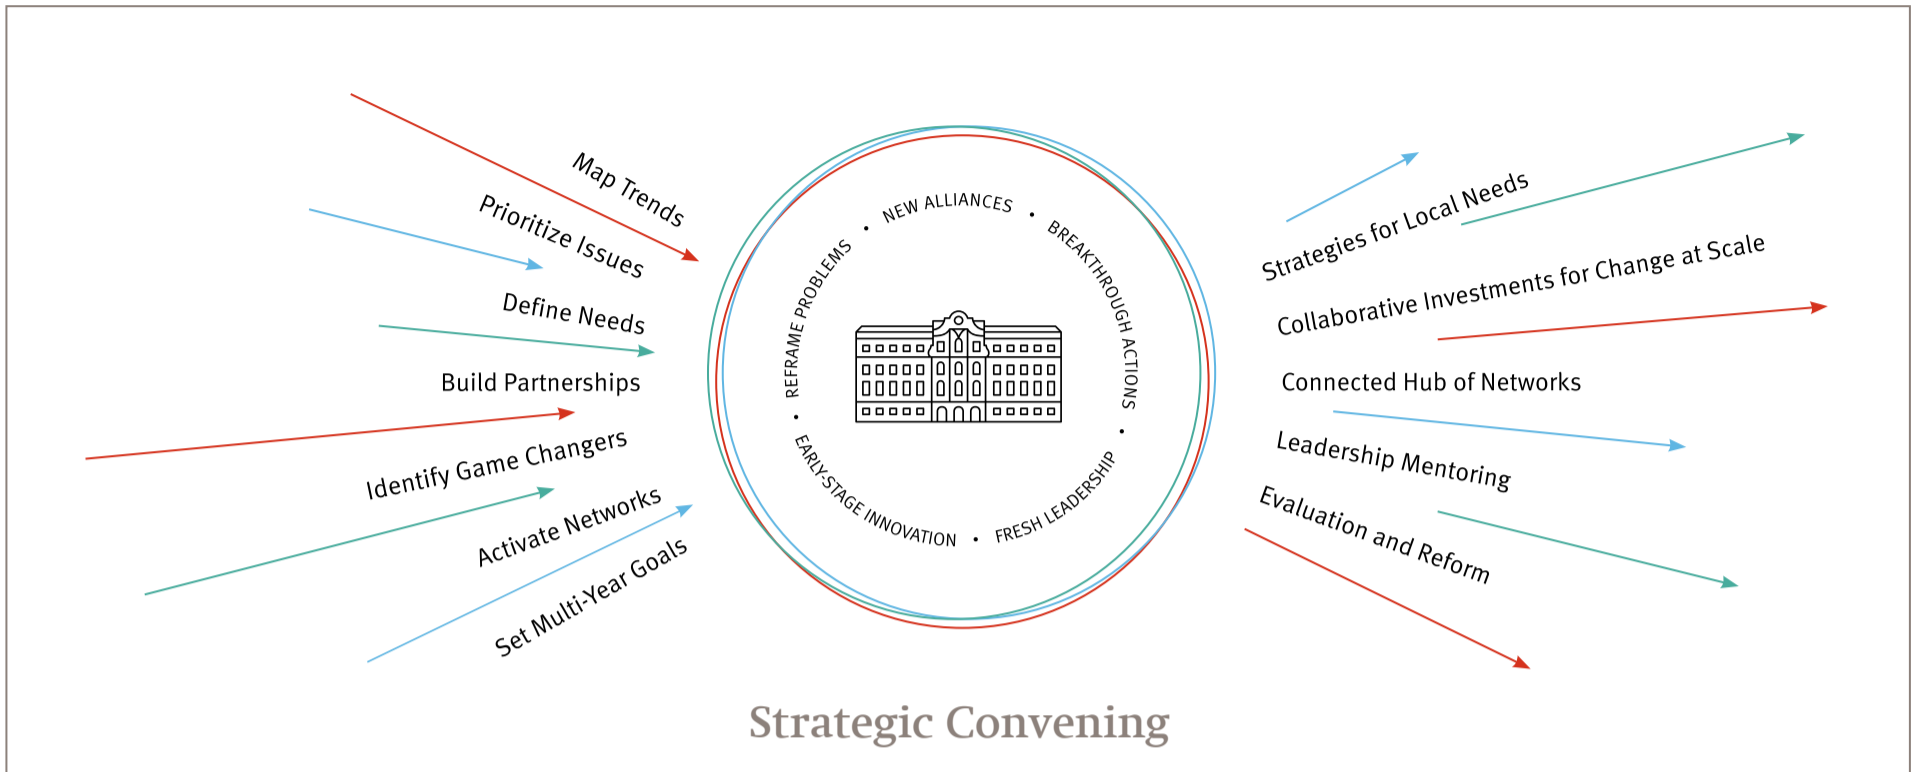 Map Trends
Prioritize Issues
Define Needs
Build Partnerships
Identify Game Changers
Activate Networks
Set Multi-Year Goals
NEW ALLIANCES
•
BREAKTHROUGH ACTIONS
•
FRESH LEADERSHIP
•
EARLY-STAGE INNOVATION
•
REFRAME PROBLEMS
•
Strategies for Local Needs
Collaborative Investments for Change at Scale
Connected Hub of Networks
Leadership Mentoring
Evaluation and Reform
Strategic Convening